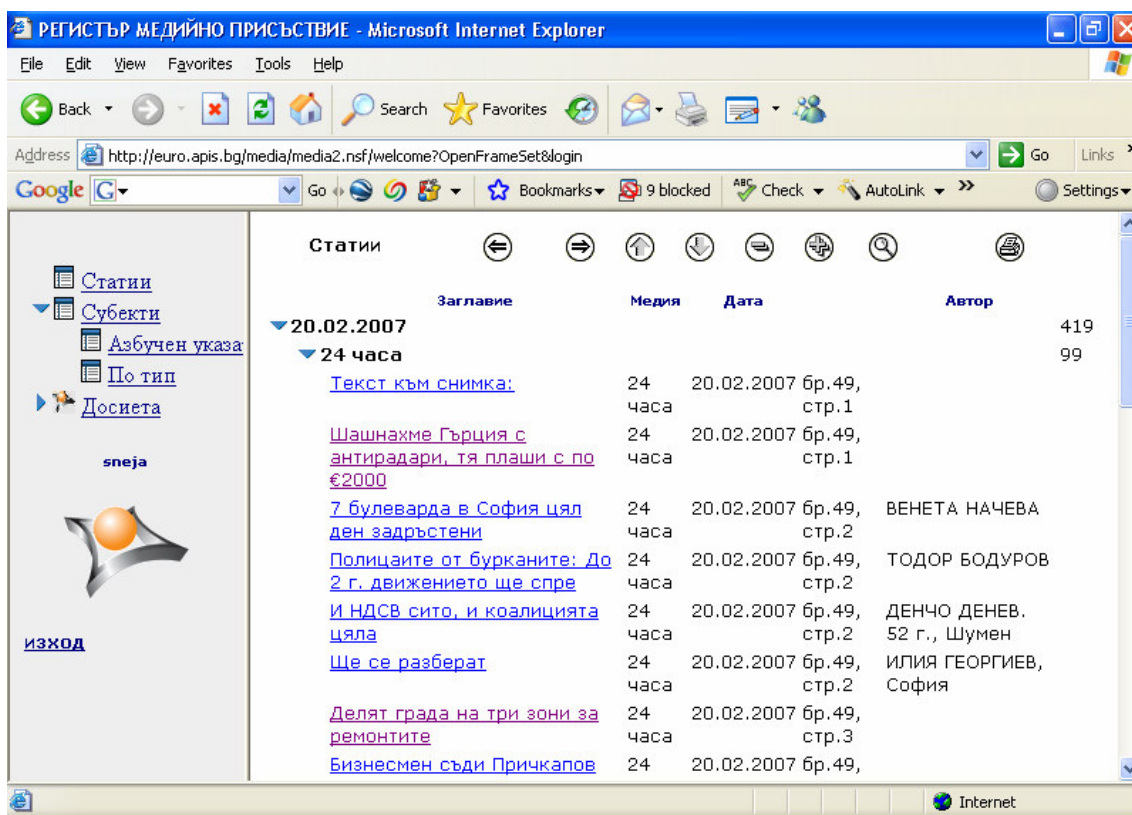 РЕГИСТЪР МЕДИЙНО ПРИСЪСТВИЕ - Microsoft Internet Explorer
File Edit View Favorites Tools Help
Back Search Favorites
Address http://euro.apis.bg/media/media2.nsf/welcome?OpenFrameSet&login Go Links
Google G Go Bookmarks 9 blocked ABC Check AutoLink Settings
Статии
Субекти
Азбучен указа
По тип
Досиета
sneja
изход
Статии
Заглавие Медия Дата Автор
20.02.2007 419
24 часа 99
Текст към снимка: 24 20.02.2007 бр.49,
часа стр.1
Шашнахме Гърция с 24 20.02.2007 бр.49,
антирадари, тя плаши с по часа стр.1
€2000
7 булеварда в София цял 24 20.02.2007 бр.49, ВЕНЕТА НАЧЕВА
ден задръстени часа стр.2
Полицаите от бурканите: До 24 20.02.2007 бр.49, ТОДОР БОДУРОВ
2 г. движението ще спре часа стр.2
И НДСВ сито, и коалицията 24 20.02.2007 бр.49, ДЕНЧО ДЕНЕВ.
цяла часа стр.2 52 г., Шумен
Ще се разберат 24 20.02.2007 бр.49, ИЛИЯ ГЕОРГИЕВ,
часа стр.2 София
Делят града на три зони за 24 20.02.2007 бр.49,
ремонтите часа стр.3
Бизнесмен съди Причкапов 24 20.02.2007 бр.49,
Internet